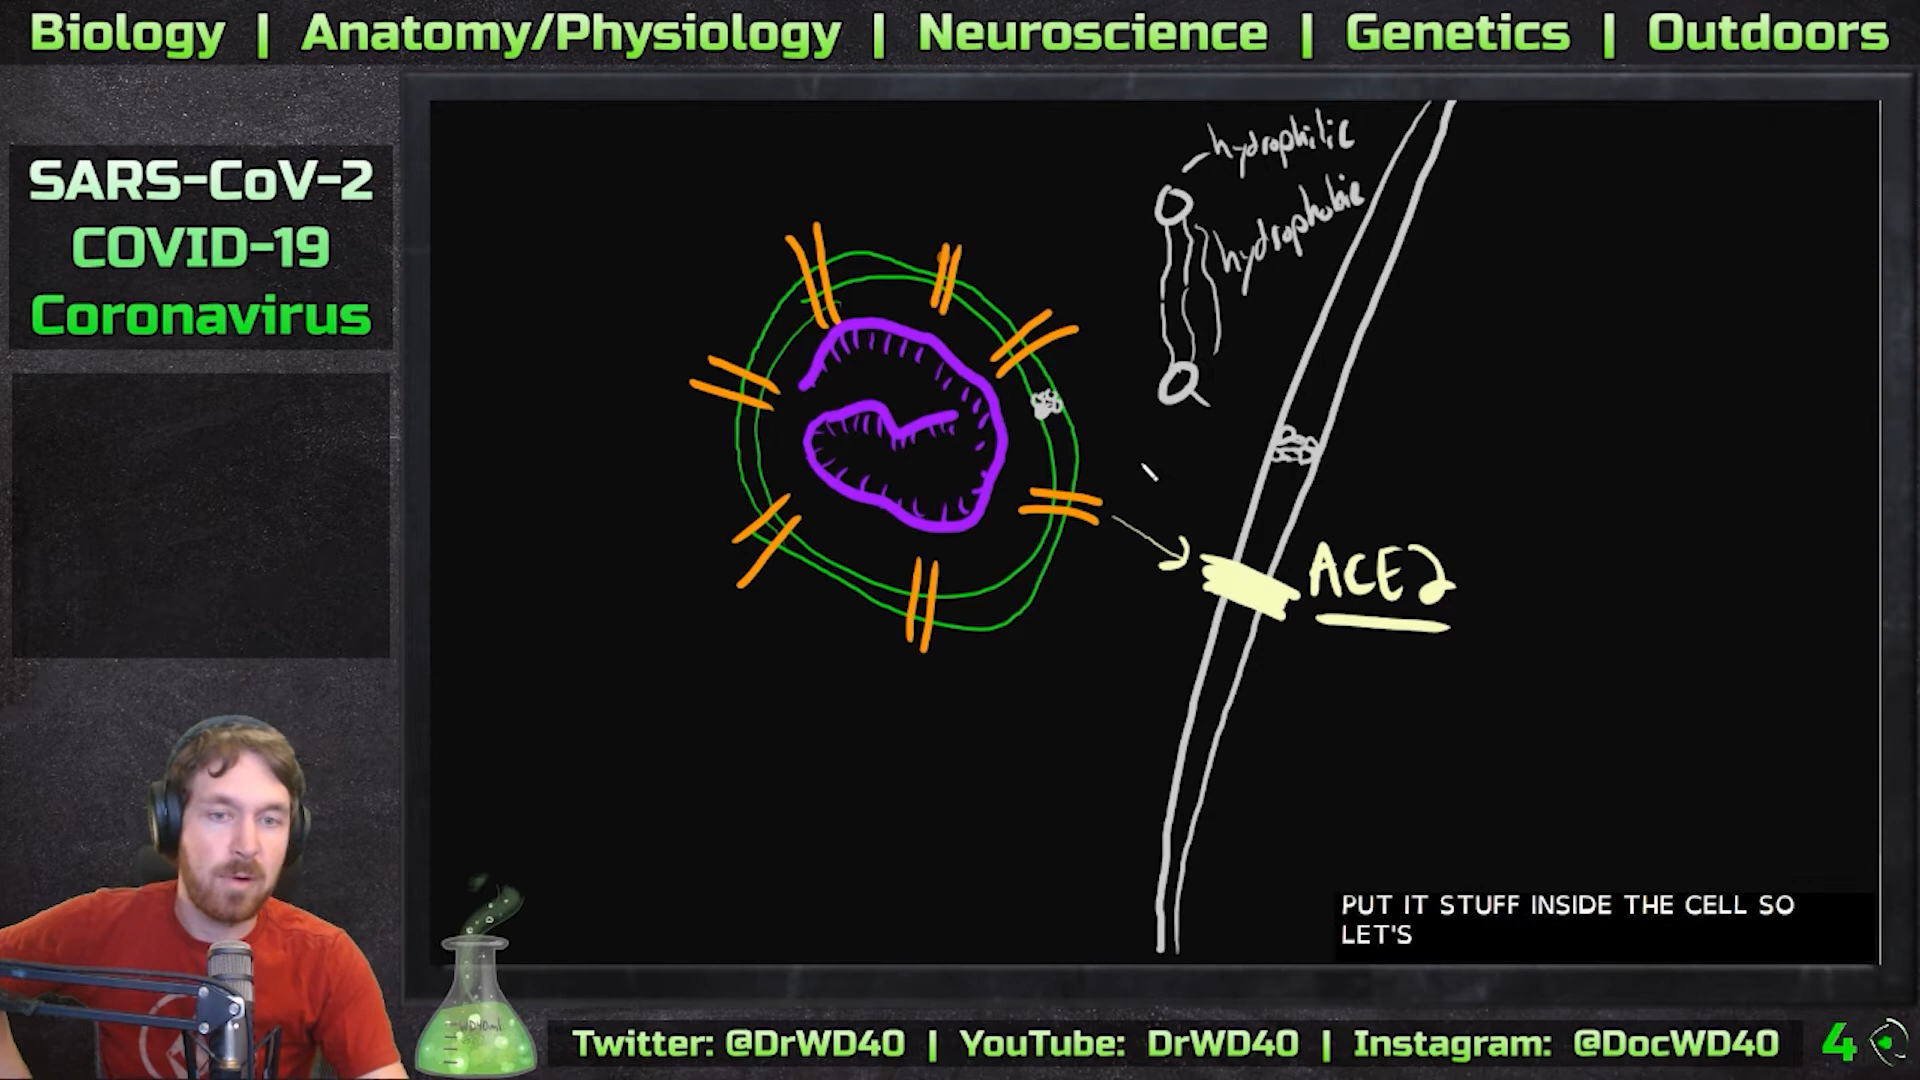 Biology | Anatomy/Physiology | Neuroscience | Genetics | Outdoors
SARS-CoV-2
COVID-19
Coronavirus
hydrophilic
hydrophobic
ACE2
PUT IT STUFF INSIDE THE CELL SO
LET'S
WD40ml
Twitter: @DrWD40 | YouTube: DrWD40 | Instagram: @DocWD40
4